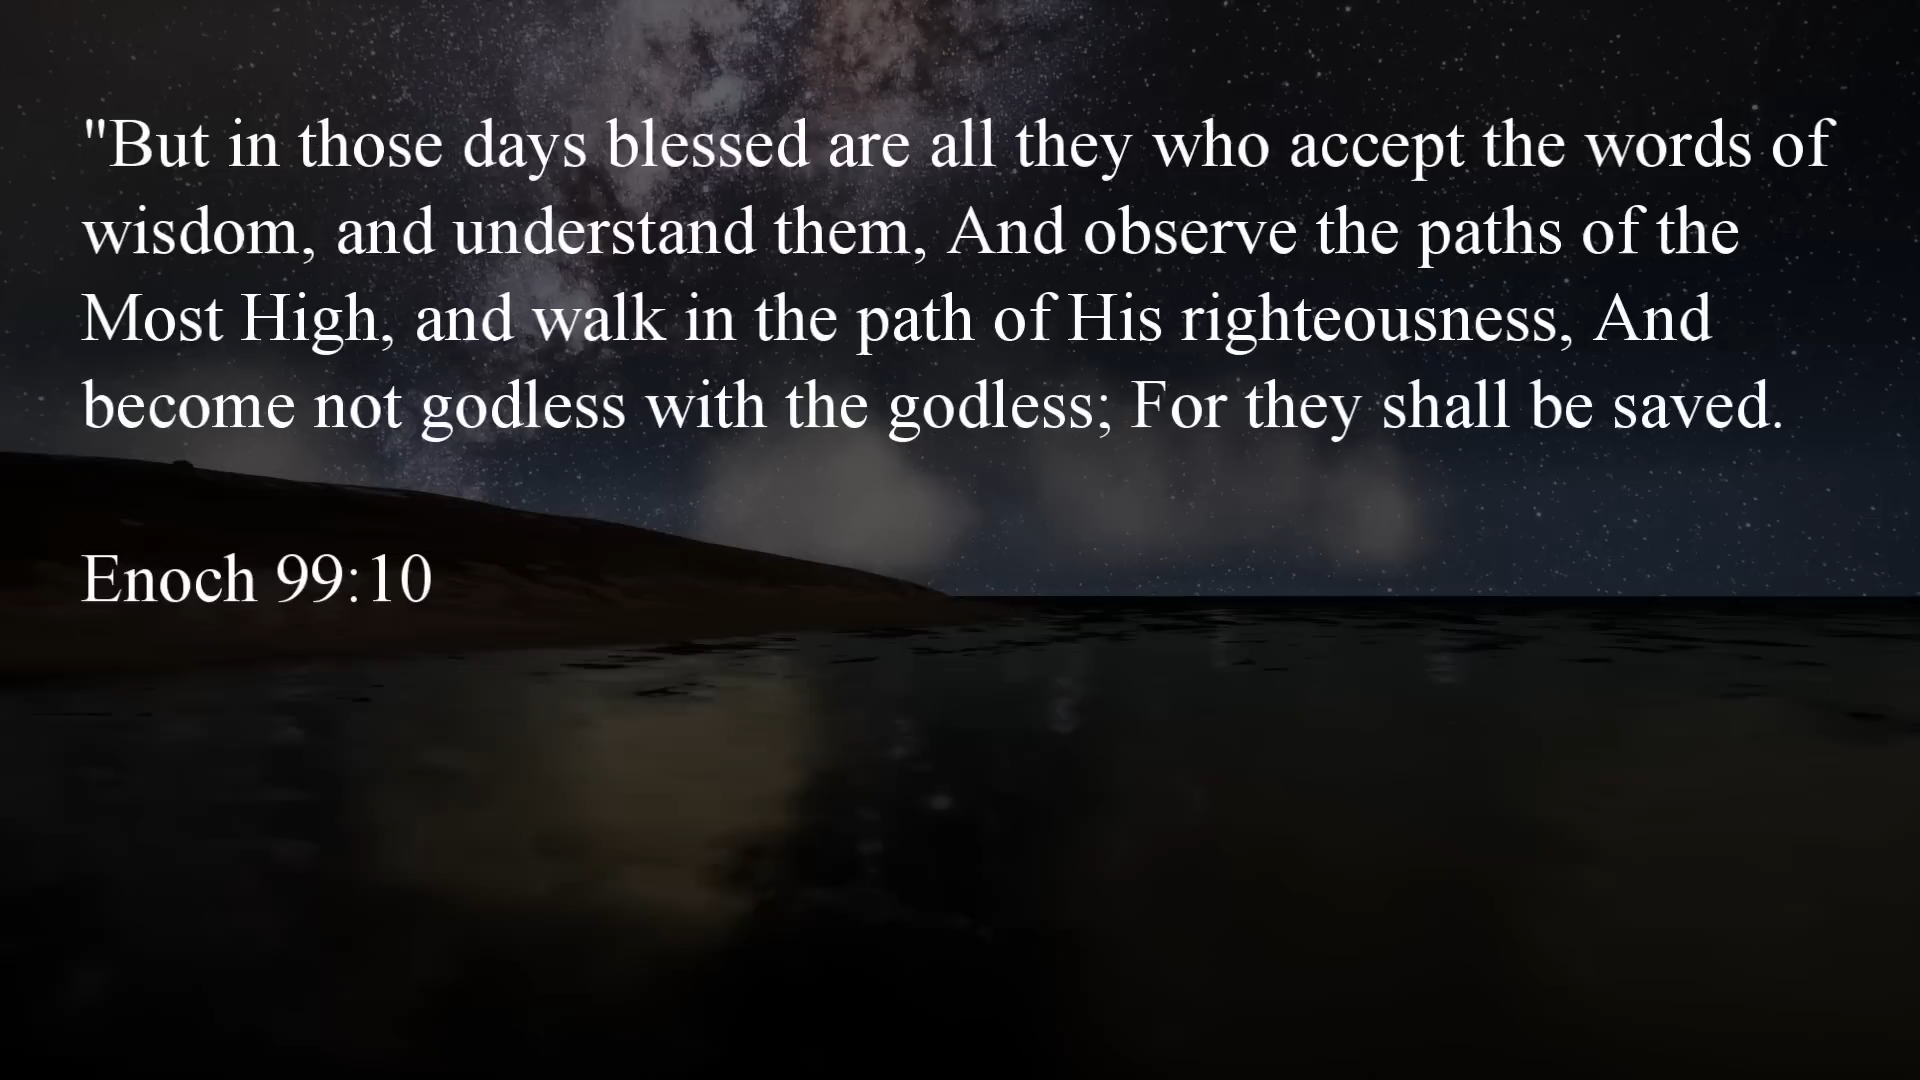 "But in those days blessed are all they who accept the words of
wisdom, and understand them, And observe the paths of the
Most High, and walk in the path of His righteousness, And
become not godless with the godless; For they shall be saved.
Enoch 99:10